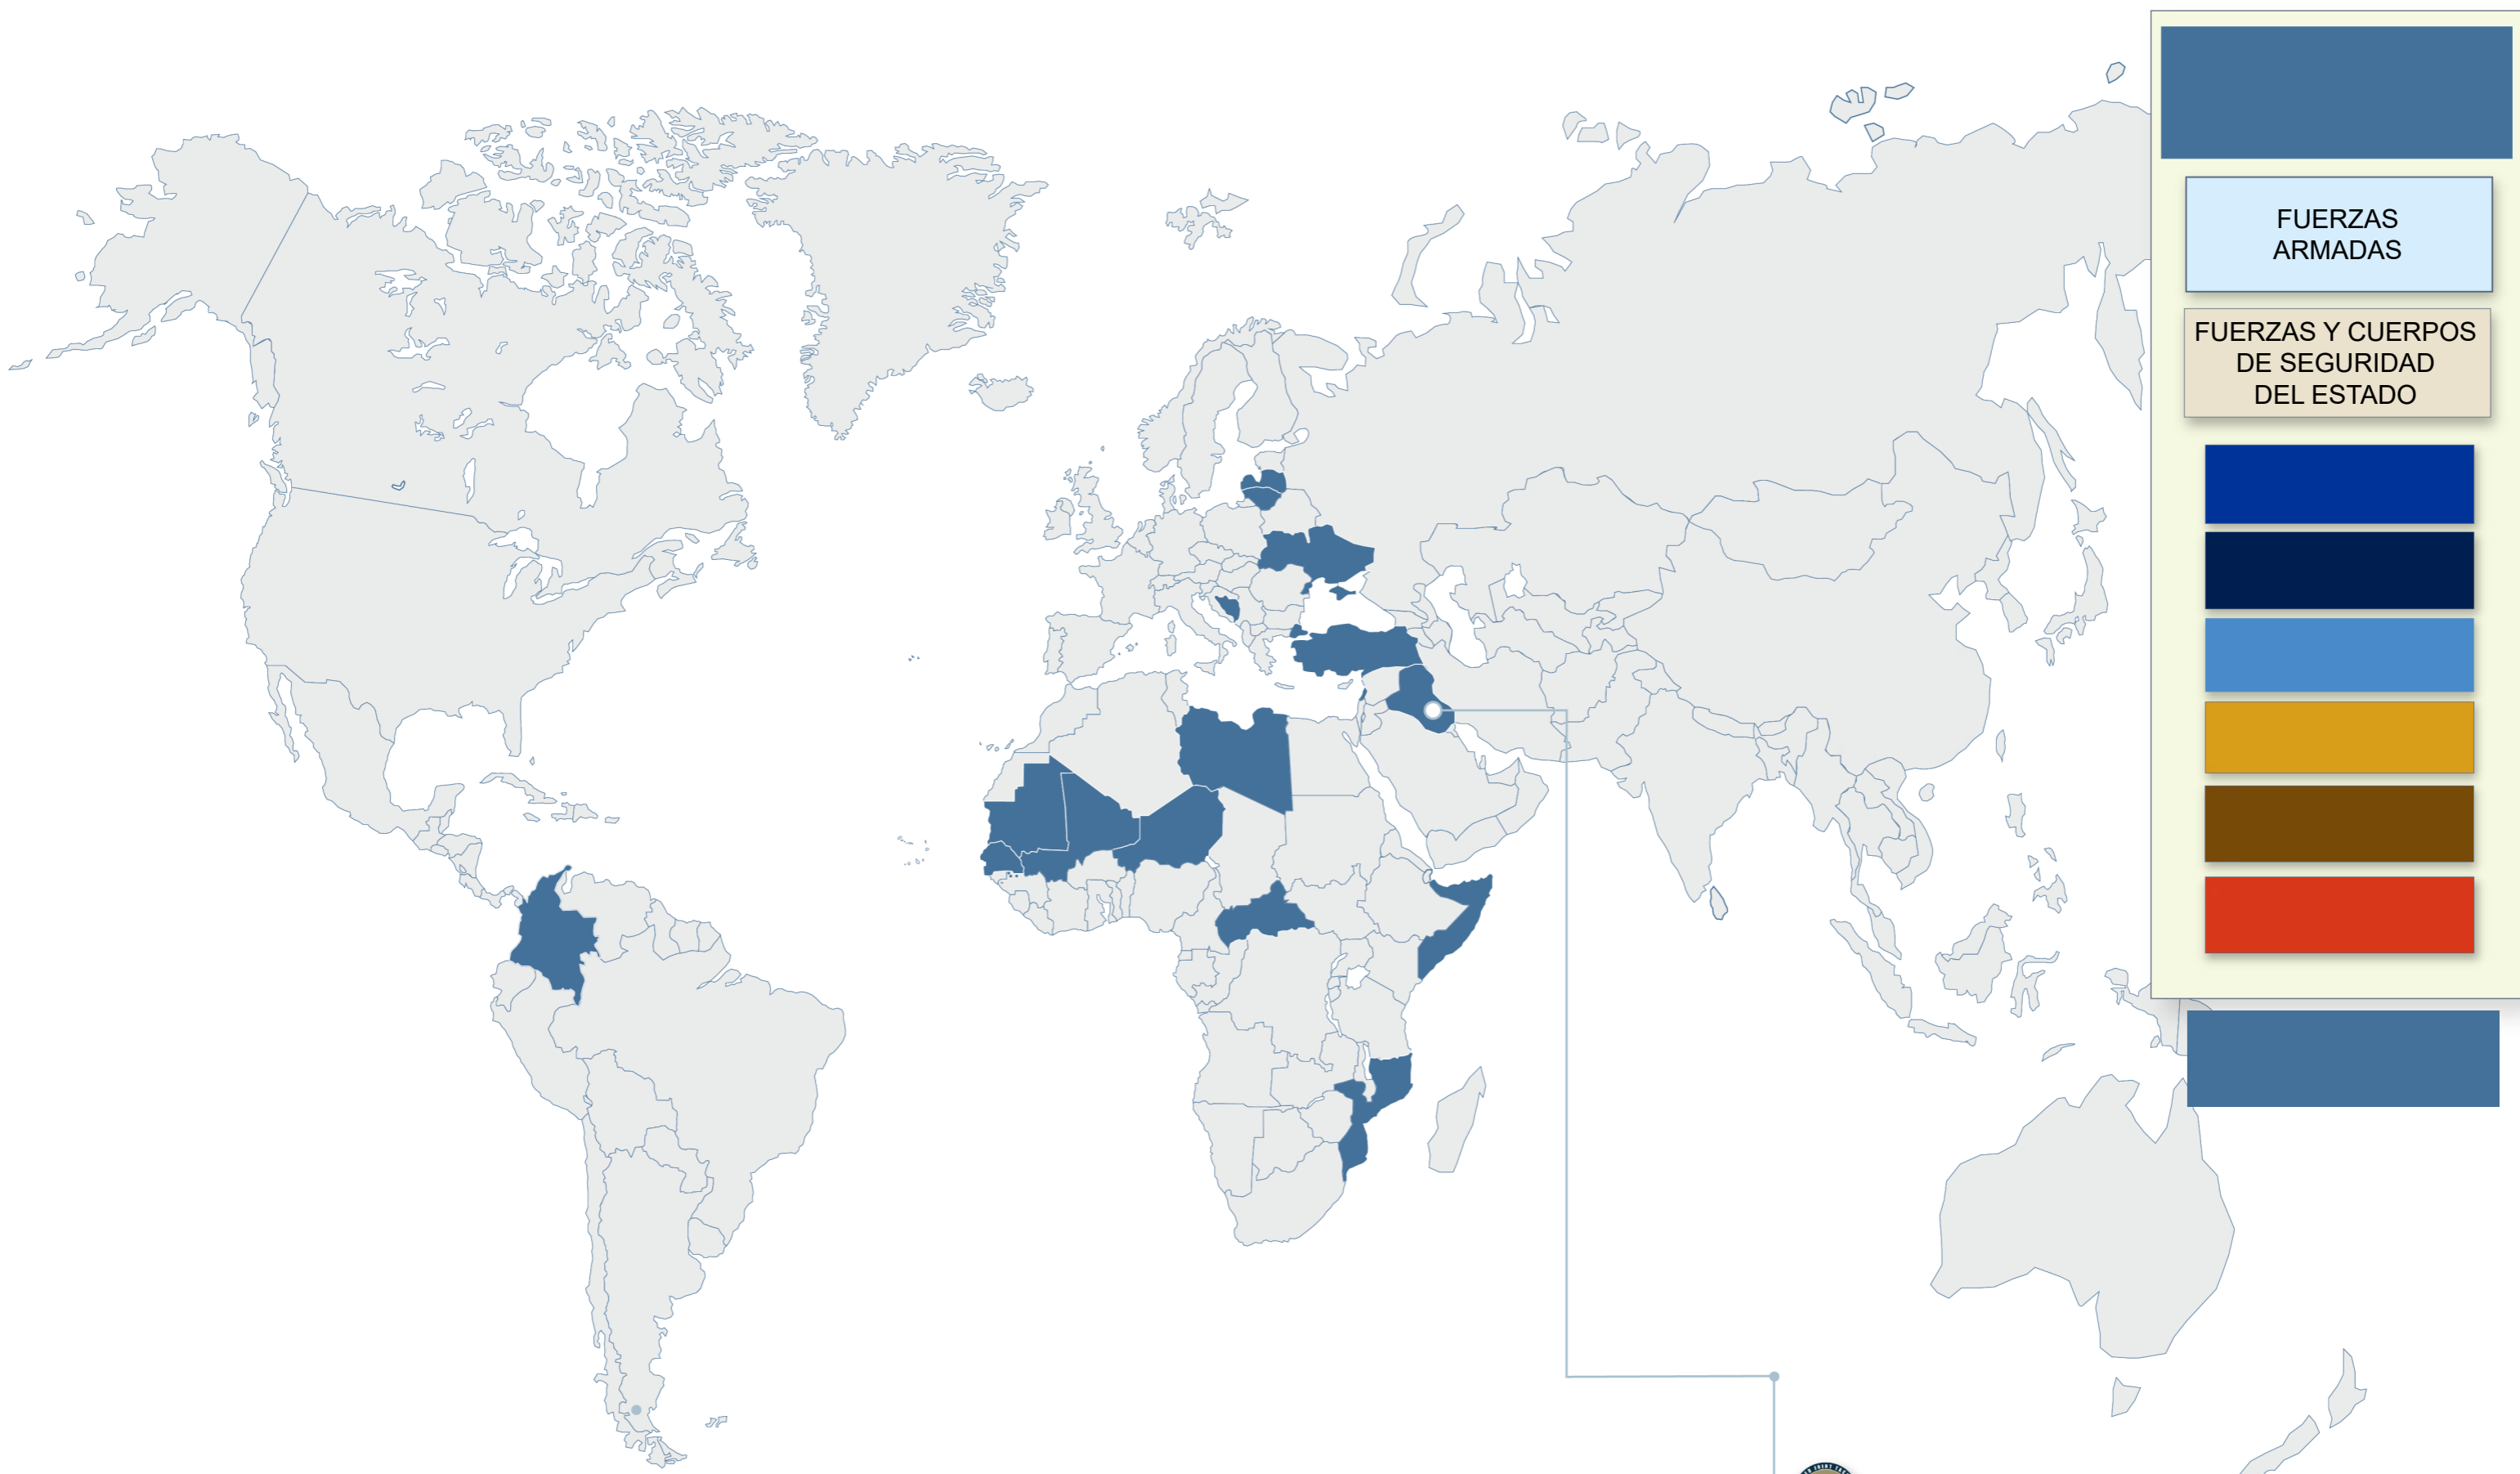 FUERZAS
ARMADAS
FUERZAS Y CUERPOS
DE SEGURIDAD
DEL ESTADO